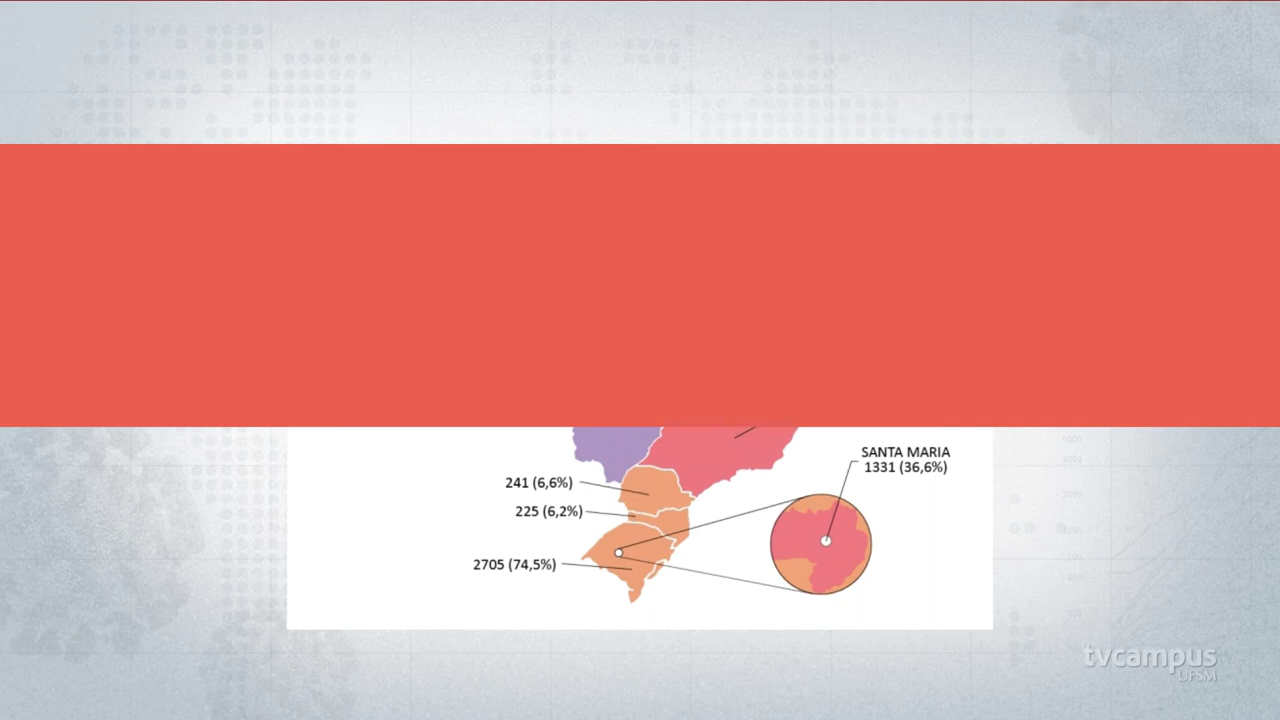 SANTA MARIA
1331 (36,6%)
241 (6,6%)
225 (6,2%)
2705 (74,5%)
tvcampus
UFSM